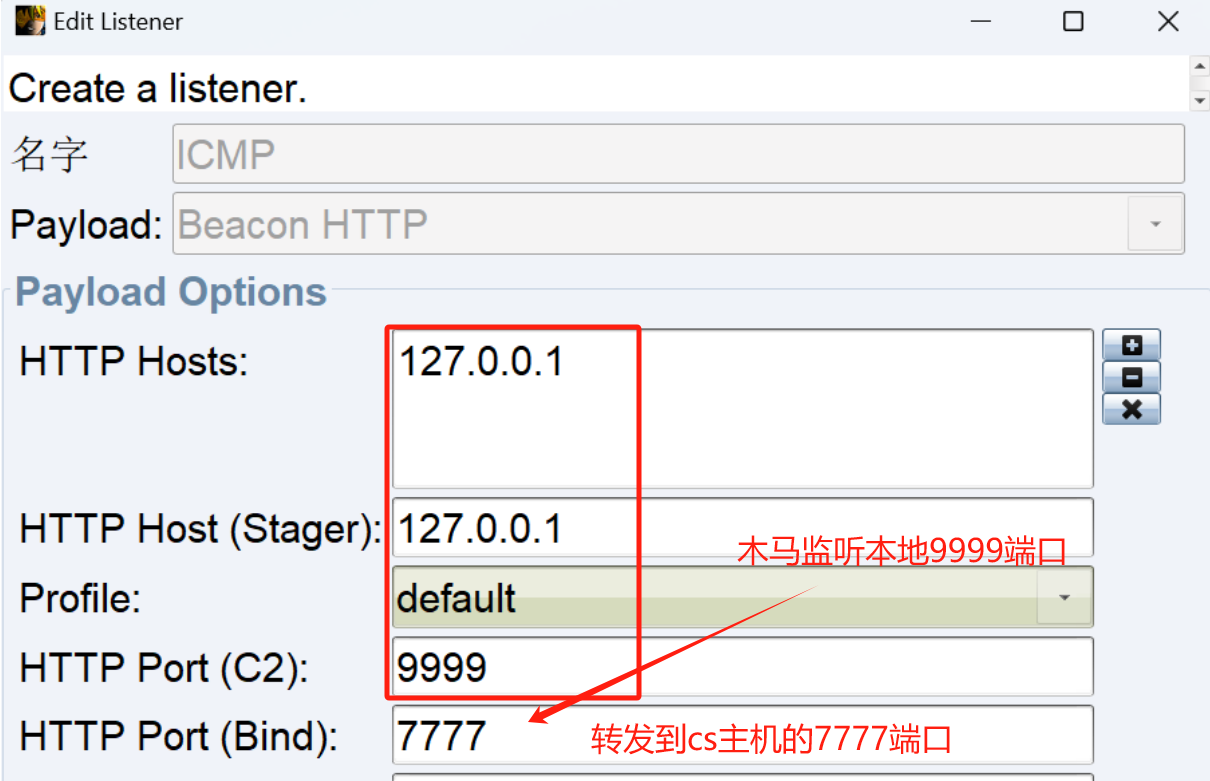 Edit Listener
Create a listener.
名字 ICMP
Payload: Beacon HTTP
Payload Options
HTTP Hosts: 127.0.0.1
HTTP Host (Stager): 127.0.0.1
木马监听本地9999端口
Profile: default
HTTP Port (C2): 9999
HTTP Port (Bind): 7777
转发到cs主机的7777端口